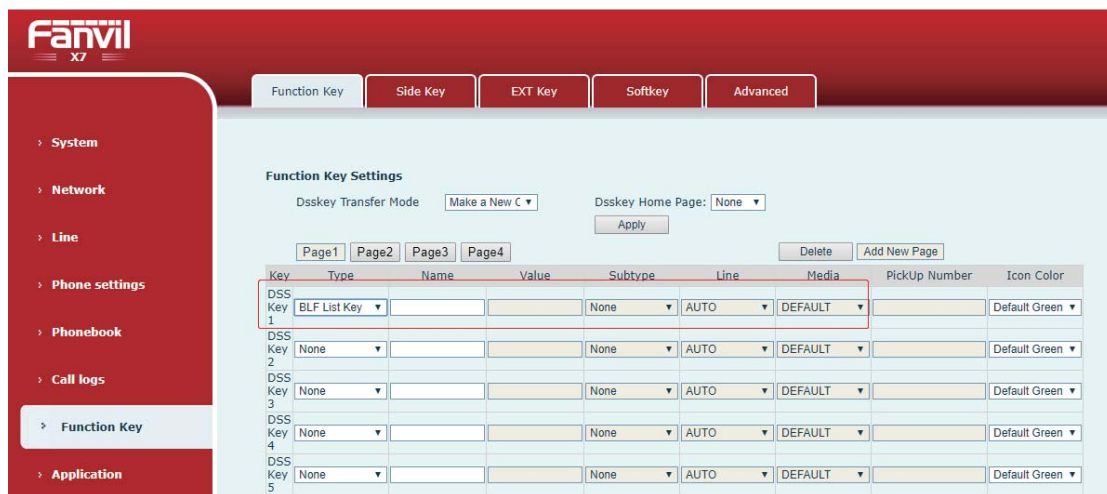 Fanvil
X7
Function Key Side Key EXT Key Softkey Advanced
› System
› Network
› Line
› Phone settings
› Phonebook
› Call logs
› Function Key
› Application
Function Key Settings
Dsskey Transfer Mode Make a New C Dsskey Home Page: None
Apply
Page1 Page2 Page3 Page4 Delete Add New Page
Key Type Name Value Subtype Line Media PickUp Number Icon Color
DSS Key 1 BLF List Key None AUTO DEFAULT Default Green
DSS Key 2 None None AUTO DEFAULT Default Green
DSS Key 3 None None AUTO DEFAULT Default Green
DSS Key 4 None None AUTO DEFAULT Default Green
DSS Key 5 None None AUTO DEFAULT Default Green